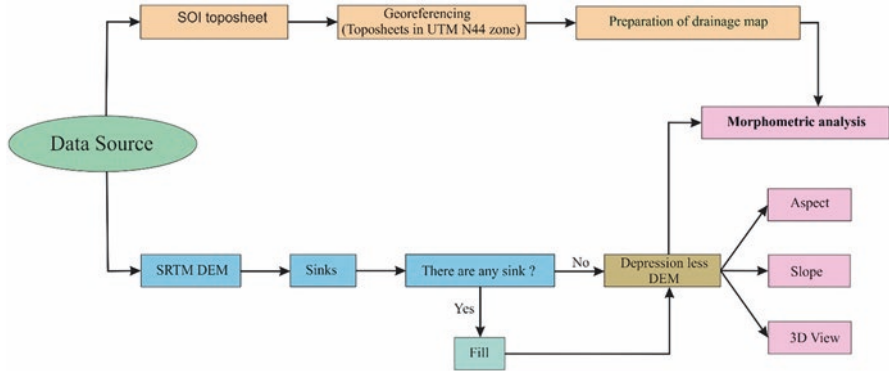 SOI toposheet
Georeferencing
(Toposheets in UTM N44 zone)
Preparation of drainage map
Morphometric analysis
Data Source
Aspect
SRTM DEM
Sinks
There are any sink ?
No
Depression less
DEM
Slope
Yes
Fill
3D View